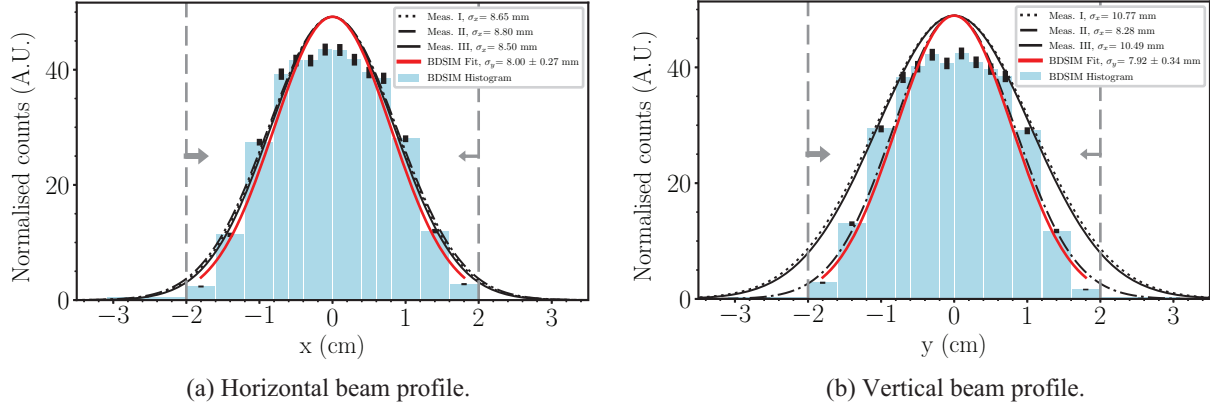 Normalised counts (A.U.)
40
20
0
Meas. I, σx= 8.65 mm
Meas. II, σx= 8.80 mm
Meas. III, σx= 8.50 mm
BDSIM Fit, σy= 8.00 ± 0.27 mm
BDSIM Histogram
−3 −2 −1 0 1 2 3
x (cm)
(a) Horizontal beam profile.
Normalised counts (A.U.)
40
20
0
Meas. I, σx= 10.77 mm
Meas. II, σx= 8.28 mm
Meas. III, σx= 10.49 mm
BDSIM Fit, σy= 7.92 ± 0.34 mm
BDSIM Histogram
−3 −2 −1 0 1 2 3
y (cm)
(b) Vertical beam profile.